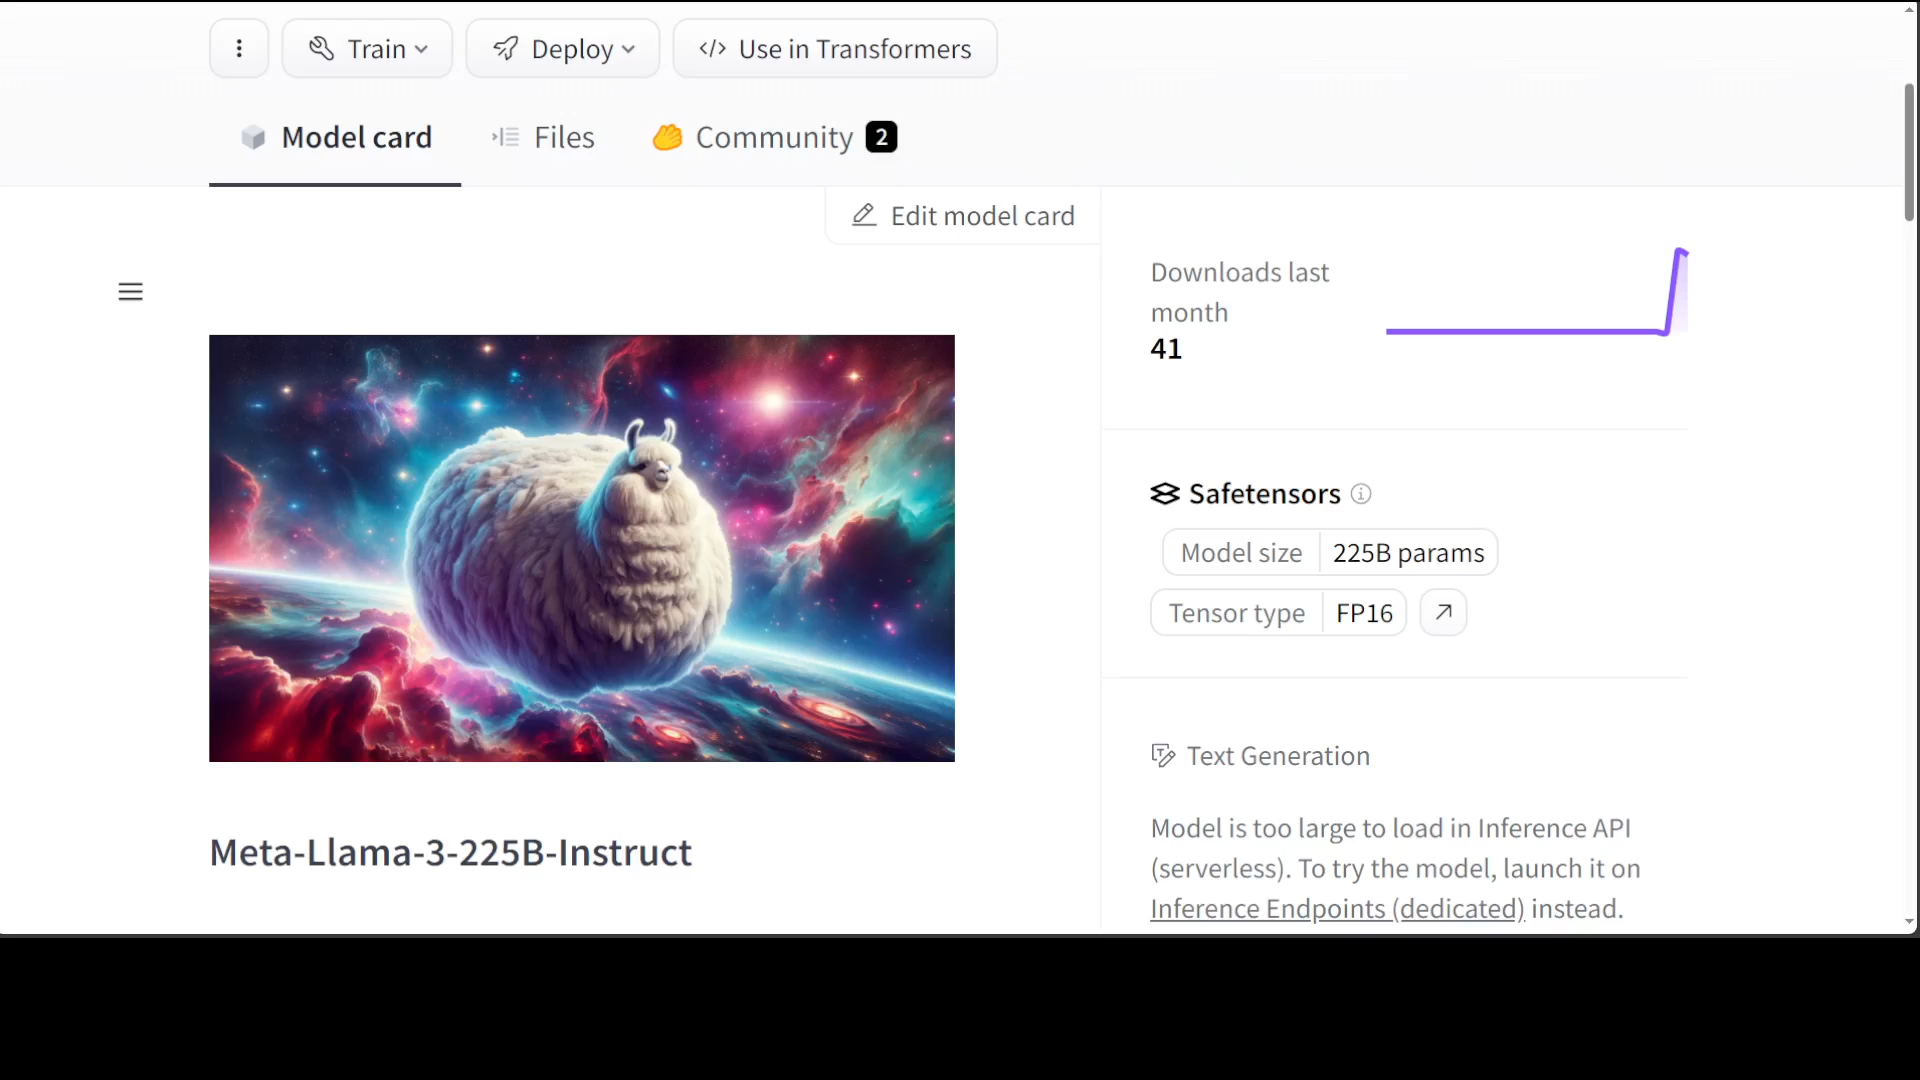 Train
Deploy
Use in Transformers
Model card
Files
Community 2
Edit model card
Downloads last
month
41
Safetensors
Model size 225B params
Tensor type FP16
Text Generation
Model is too large to load in Inference API
(serverless). To try the model, launch it on
Inference Endpoints (dedicated) instead.
Meta-Llama-3-225B-Instruct